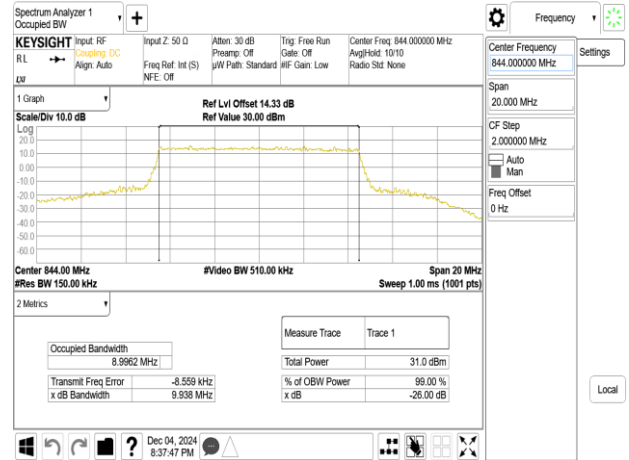 Spectrum Analyzer 1
Occupied BW
Frequency
KEYSIGHT
RL
LXI
Input: RF
Coupling: DC
Align: Auto
Input Z: 50 Ω
Freq Ref: Int (S)
NFE: Off
Atten: 30 dB
Preamp: Off
µW Path: Standard
Trig: Free Run
Gate: Off
#IF Gain: Low
Center Freq: 844.000000 MHz
Avg|Hold: 10/10
Radio Std: None
Center Frequency
844.000000 MHz
Settings
Span
20.000 MHz
CF Step
2.000000 MHz
Auto
Man
Freq Offset
0 Hz
Local
1 Graph
Scale/Div 10.0 dB
Ref Lvl Offset 14.33 dB
Ref Value 30.00 dBm
Log
20.0
10.0
0.00
-10.0
-20.0
-30.0
-40.0
-50.0
-60.0
Center 844.00 MHz
#Video BW 510.00 kHz
Span 20 MHz
#Res BW 150.00 kHz
Sweep 1.00 ms (1001 pts)
2 Metrics
Measure Trace Trace 1
Occupied Bandwidth
8.9962 MHz
Total Power 31.0 dBm
Transmit Freq Error -8.559 kHz
% of OBW Power 99.00 %
x dB Bandwidth 9.938 MHz
x dB -26.00 dB
?
Dec 04, 2024
8:37:47 PM